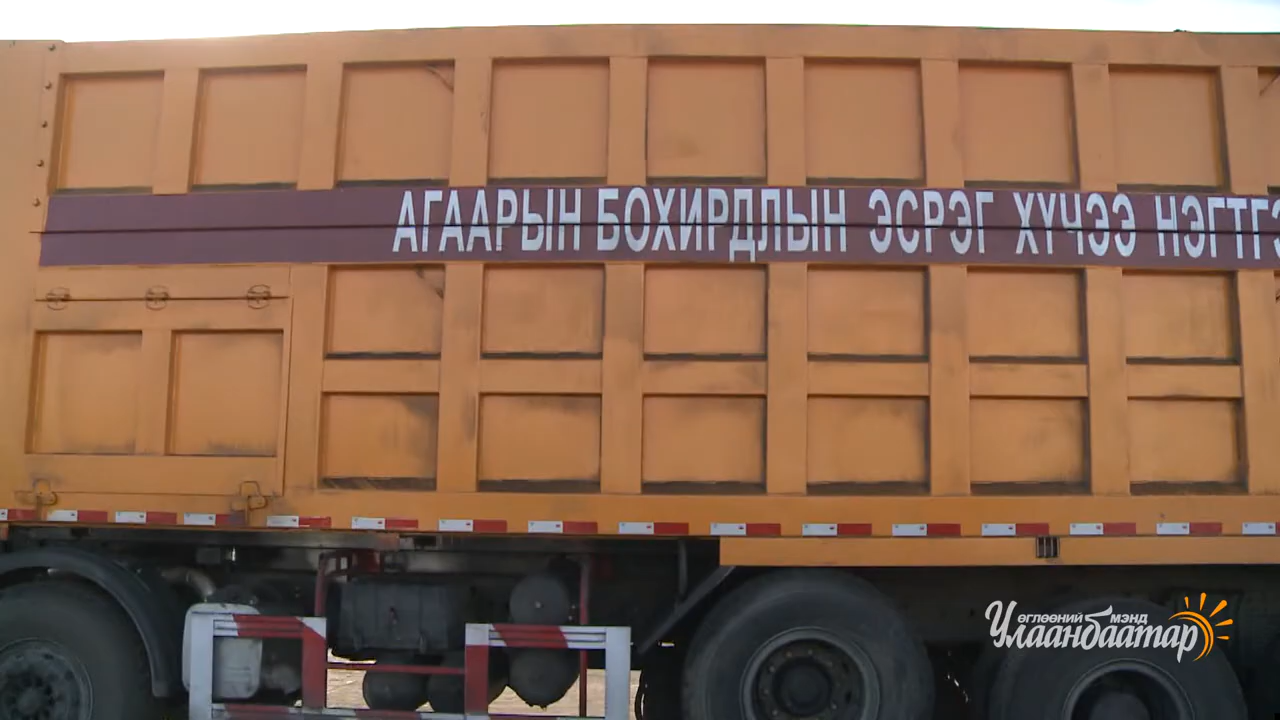 АГААРЫН БОХИРДЛЫН ЭСРЭГ ХҮЧЭЭ НЭГТГЭ
ӨГЛӨӨНИЙ МЭНД
Улаанбаатар